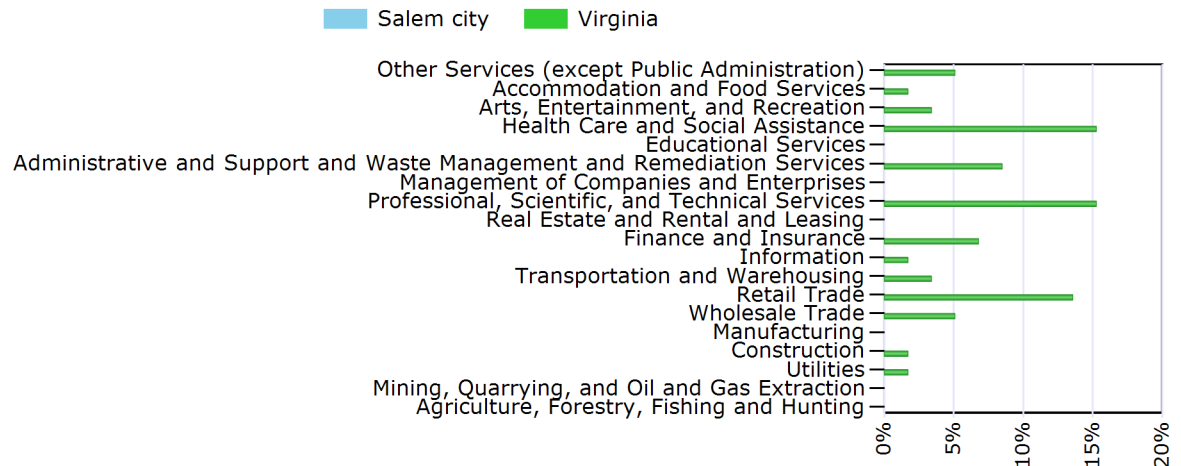 Salem city Virginia
Other Services (except Public Administration)
Accommodation and Food Services
Arts, Entertainment, and Recreation
Health Care and Social Assistance
Educational Services
Administrative and Support and Waste Management and Remediation Services
Management of Companies and Enterprises
Professional, Scientific, and Technical Services
Real Estate and Rental and Leasing
Finance and Insurance
Information
Transportation and Warehousing
Retail Trade
Wholesale Trade
Manufacturing
Construction
Utilities
Mining, Quarrying, and Oil and Gas Extraction
Agriculture, Forestry, Fishing and Hunting
0% 5% 10% 15% 20%